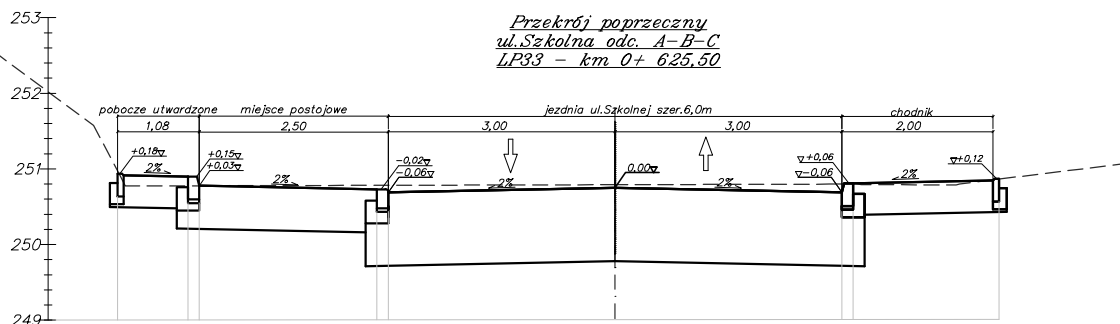 253
Przekrój poprzeczny
ul.Szkolna odc. A-B-C
LP33 - km 0+ 625,50
252
pobocze utwardzone miejsce postojowe jezdnia ul.Szkolnej szer.6,0m chodnik
1,08 2,50 3,00 3,00 2,00
+0,18 +0,15 -0,02 +0,06 +0,12
251
2% +0,03 -0,06 0.00 -0,06 2%
2% 2% 2%
250
249